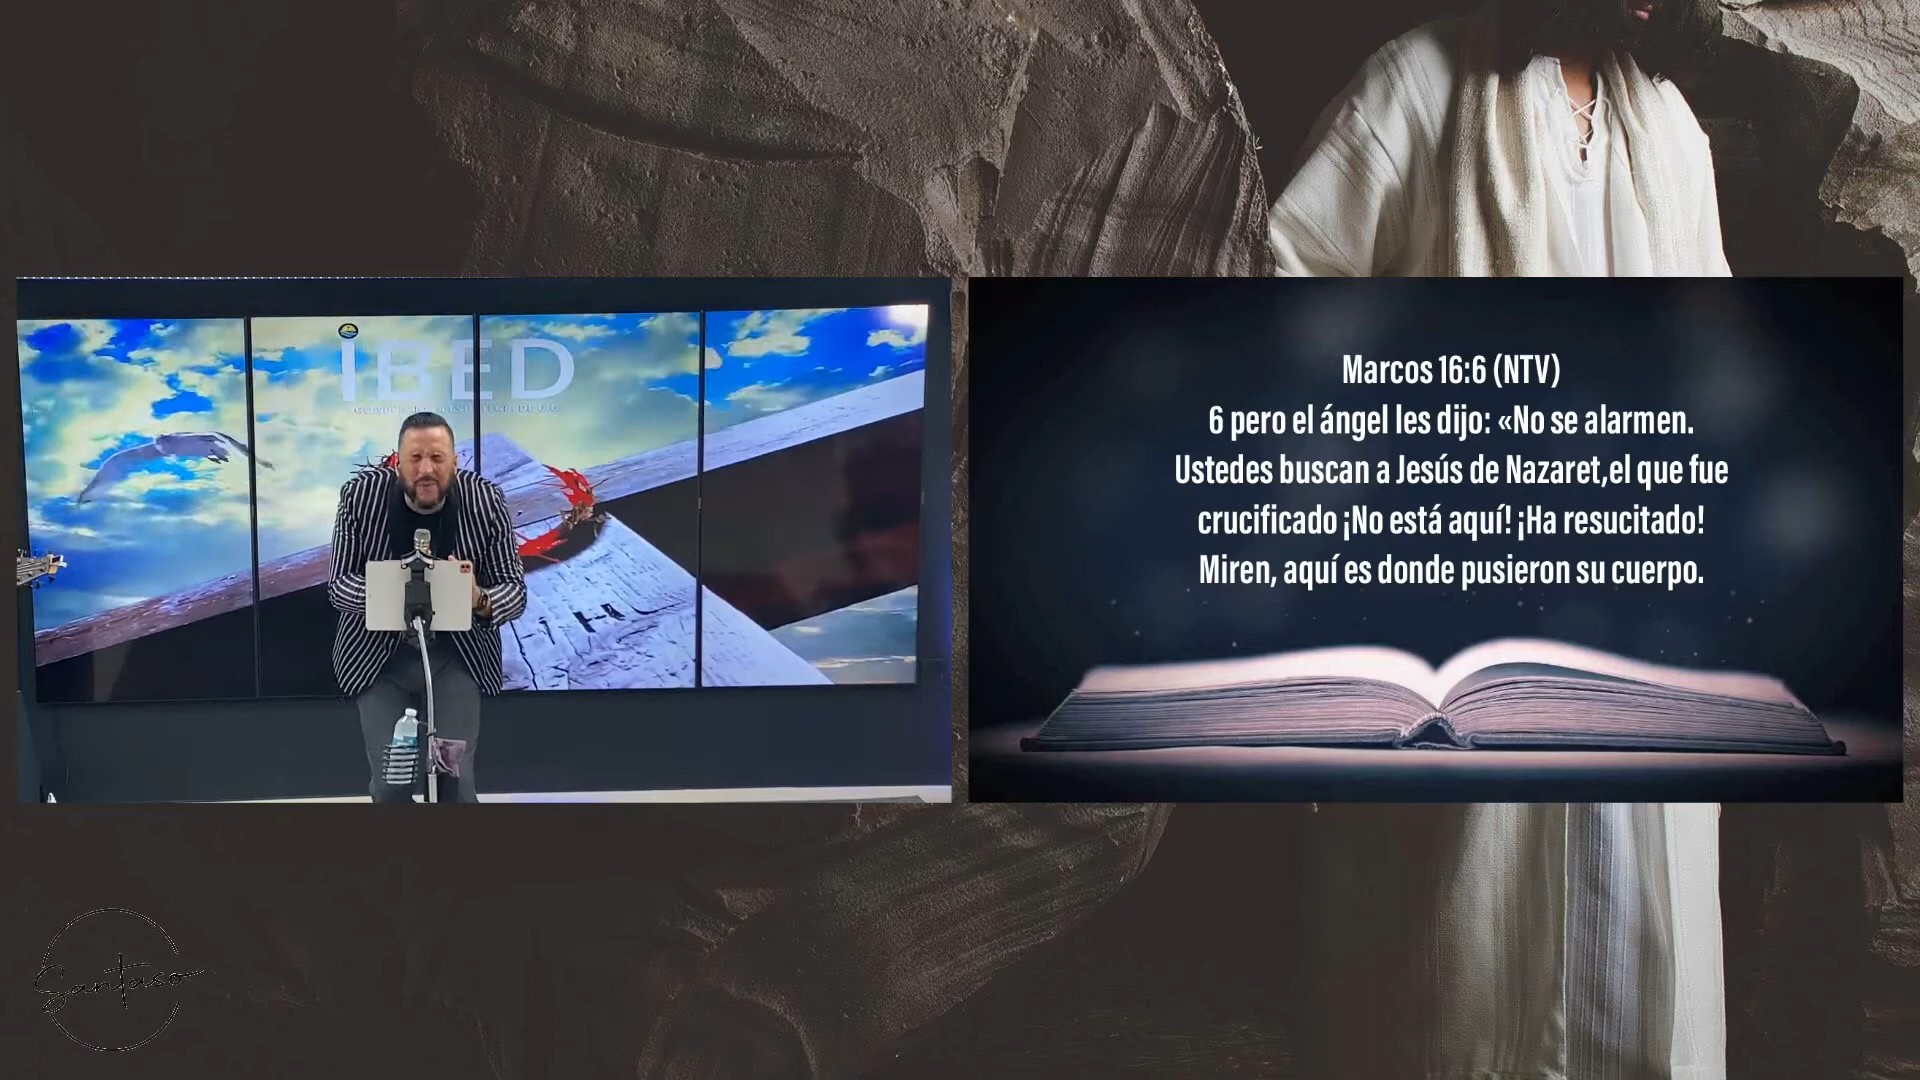 iBED
Marcos 16:6 (NTV)
6 pero el ángel les dijo: «No se alarmen.
Ustedes buscan a Jesús de Nazaret,el que fue
crucificado ¡No está aquí! ¡Ha resucitado!
Miren, aquí es donde pusieron su cuerpo.
Santaso